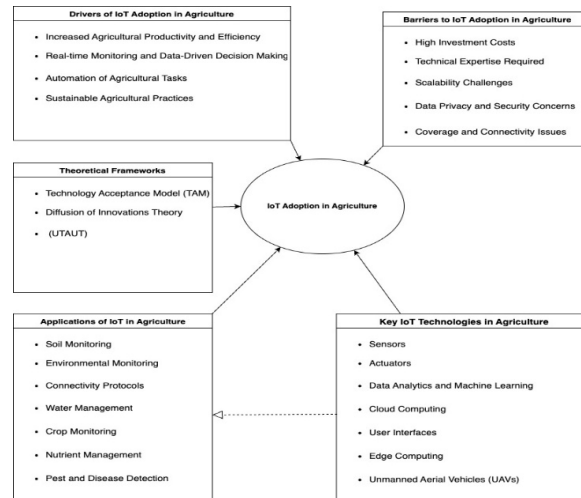 Drivers of IoT Adoption in Agriculture
Increased Agricultural Productivity and Efficiency
Real-time Monitoring and Data-Driven Decision Making
Automation of Agricultural Tasks
Sustainable Agricultural Practices
Barriers to IoT Adoption in Agriculture
High Investment Costs
Technical Expertise Required
Scalability Challenges
Data Privacy and Security Concerns
Coverage and Connectivity Issues
Theoretical Frameworks
Technology Acceptance Model (TAM)
Diffusion of Innovations Theory
(UTAUT)
IoT Adoption in Agriculture
Applications of IoT in Agriculture
Soil Monitoring
Environmental Monitoring
Connectivity Protocols
Water Management
Crop Monitoring
Nutrient Management
Pest and Disease Detection
Key IoT Technologies in Agriculture
Sensors
Actuators
Data Analytics and Machine Learning
Cloud Computing
User Interfaces
Edge Computing
Unmanned Aerial Vehicles (UAVs)